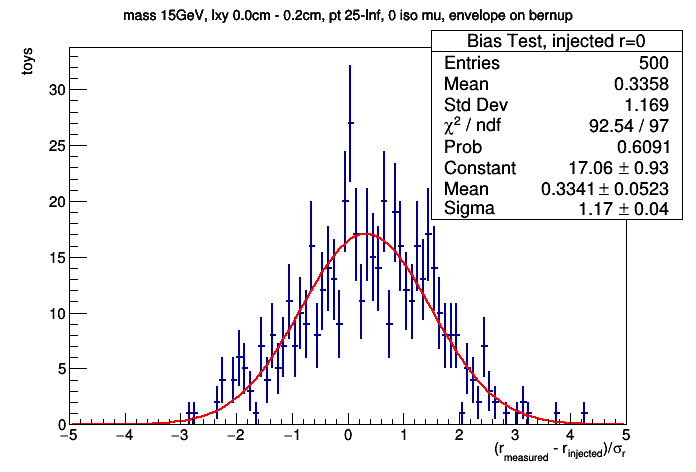 mass 15GeV, lxy 0.0cm - 0.2cm, pt 25-Inf, 0 iso mu, envelope on bernup
Bias Test, injected r=0
Entries 500
Mean 0.3358
Std Dev 1.169
χ² / ndf 92.54 / 97
Prob 0.6091
Constant 17.06 ± 0.93
Mean 0.3341 ± 0.0523
Sigma 1.17 ± 0.04
toys
30
25
20
15
10
5
0
−5 −4 −3 −2 −1 0 1 2 3 4 5
(r_measured - r_injected)/σ_r